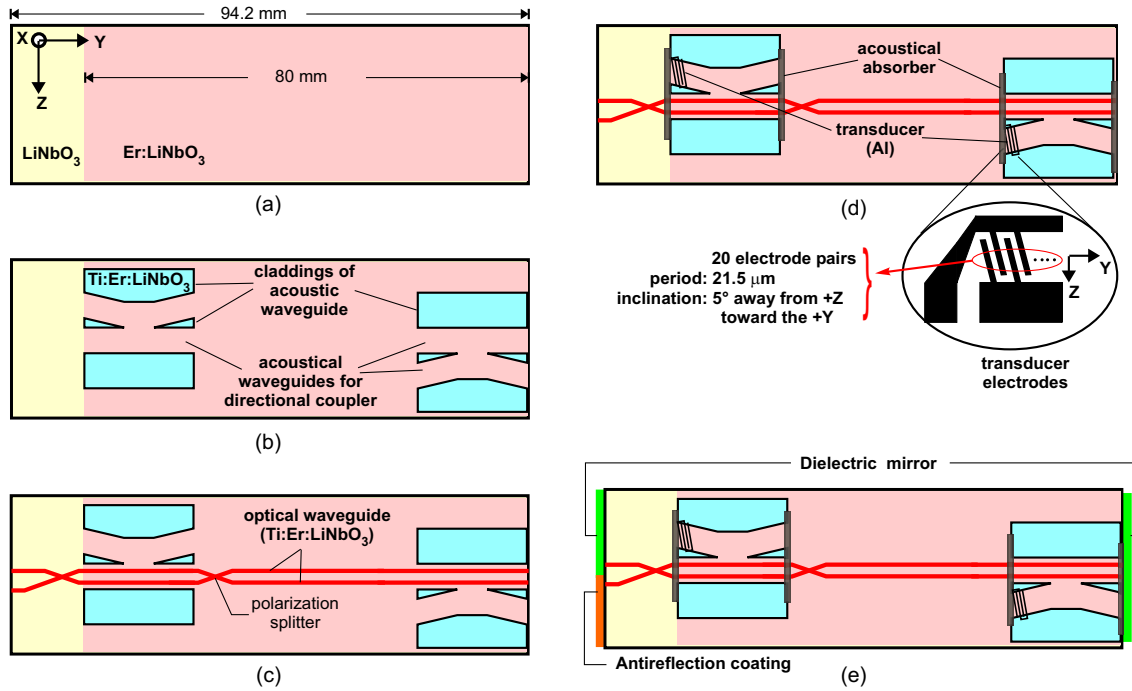 94.2 mm
X
Y
Z
80 mm
LiNbO3
Er:LiNbO3
(a)
Ti:Er:LiNbO3
claddings of
acoustic
waveguide
acoustical
waveguides for
directional coupler
(b)
optical waveguide
(Ti:Er:LiNbO3)
polarization
splitter
(c)
acoustical
absorber
transducer
(Al)
(d)
20 electrode pairs
period: 21.5 μm
inclination: 5° away from +Z
toward the +Y
Y
Z
transducer
electrodes
Dielectric mirror
Antireflection coating
(e)